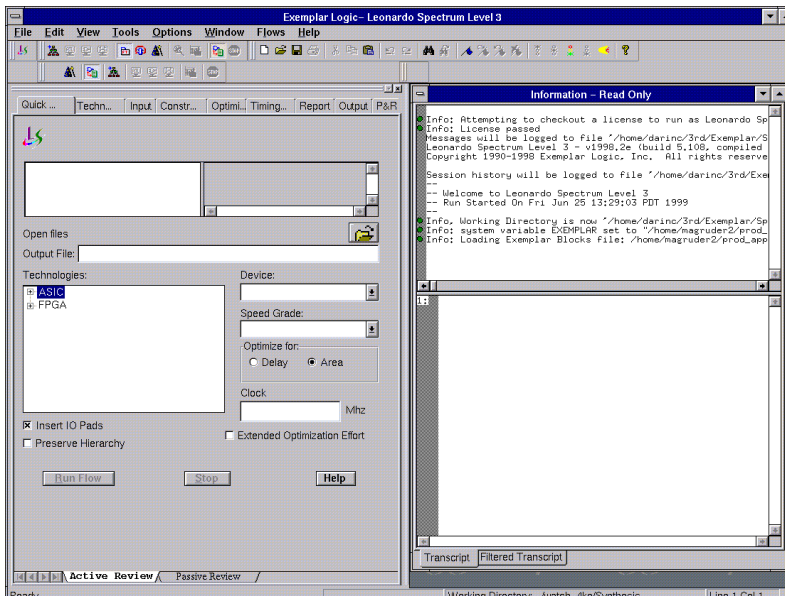 Exemplar Logic– Leonardo Spectrum Level 3
File Edit View Tools Options Window Flows Help
Quick ... Techn... Input Constr... Optimi... Timing... Report Output P&R
Open files
Output File:
Technologies:
ASIC
FPGA
Device:
Speed Grade:
Optimize for:
Delay Area
Clock
Mhz
Insert IO Pads
Extended Optimization Effort
Preserve Hierarchy
Run Flow Stop Help
Active Review Passive Review
Ready
Information – Read Only
Info: Attempting to checkout a license to run as Leonardo Sp
Info: License passed
Messages will be logged to file "/home/darinc/3rd/Exemplar/S
Leonardo Spectrum Level 3 - v1998.2e (build 5.108, compiled
Copyright 1990-1998 Exemplar Logic, Inc. All rights reserve
Session history will be logged to file "/home/darinc/3rd/Exe
--
-- Welcome to Leonardo Spectrum Level 3
-- Run Started On Fri Jun 25 13:29:03 PDT 1999
--
Info, Working Directory is now "/home/darinc/3rd/Exemplar/Sp
Info: system variable EXEMPLAR set to "/home/magruder2/prod_
Info: Loading Exemplar Blocks file: /home/magruder2/prod_app
1:
Transcript Filtered Transcript
Line 1 Col 1